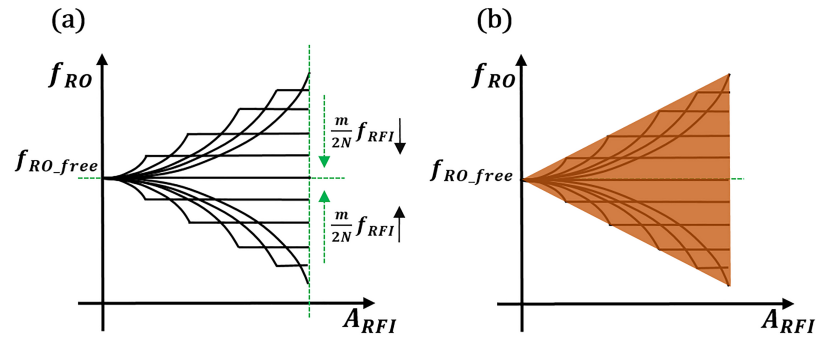 (a)
f_RO
m/2N f_RFI
f_RO_free
m/2N f_RFI
A_RFI
(b)
f_RO
f_RO_free
A_RFI